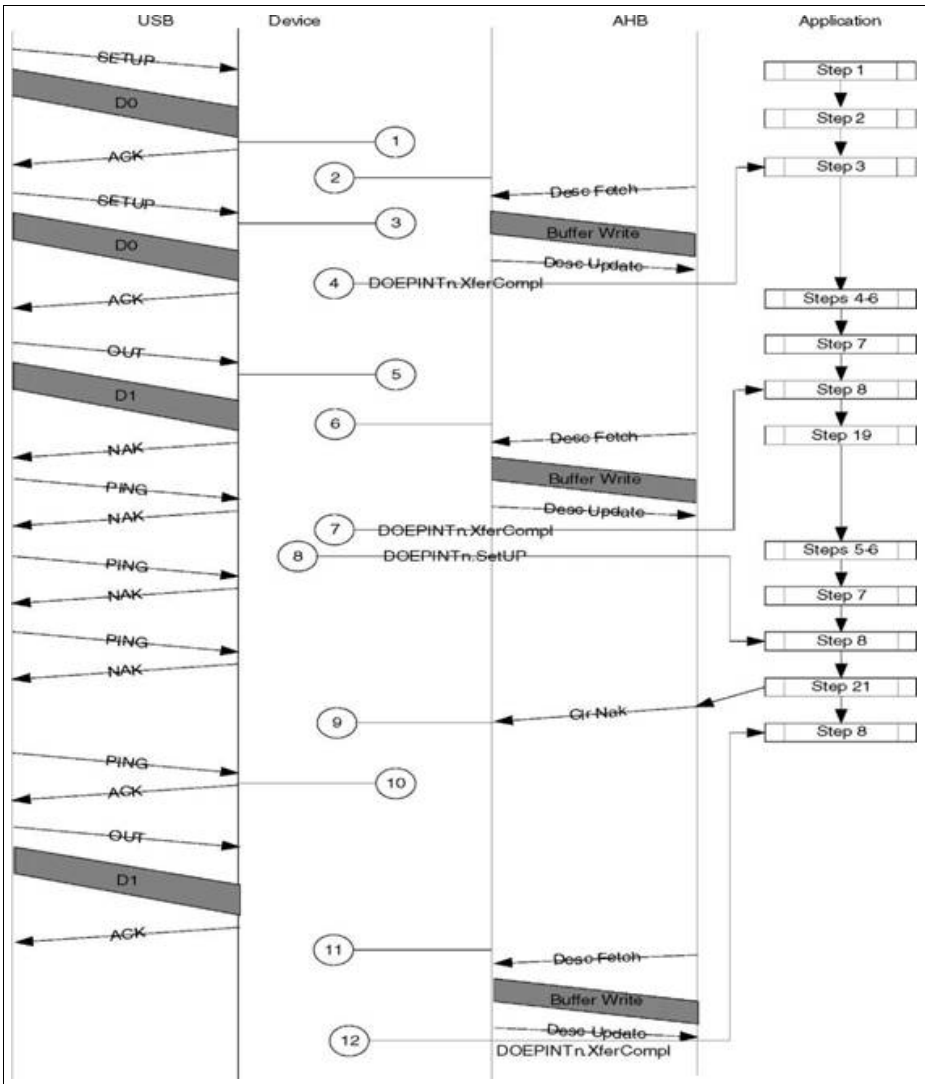 USB Device AHB Application
SETUP
Step 1
D0
Step 2
1
ACK
Step 3
2
Desc Fetch
SETUP
3
Buffer Write
D0
Desc Update
4 DOEPINTn.XferCompl
ACK
Steps 4-6
OUT
Step 7
5
D1
Step 8
6
Desc Fetch
Step 19
NAK
Buffer Write
PING
Desc Update
NAK
7 DOEPINTn.XferCompl
8 DOEPINTn.SetUP
Steps 5-6
PING
NAK
Step 7
PING
Step 8
NAK
Step 21
Clr Nak
9
Step 8
PING
10
ACK
OUT
D1
ACK
11
Desc Fetch
Buffer Write
Desc Update
12
DOEPINTn.XferCompl